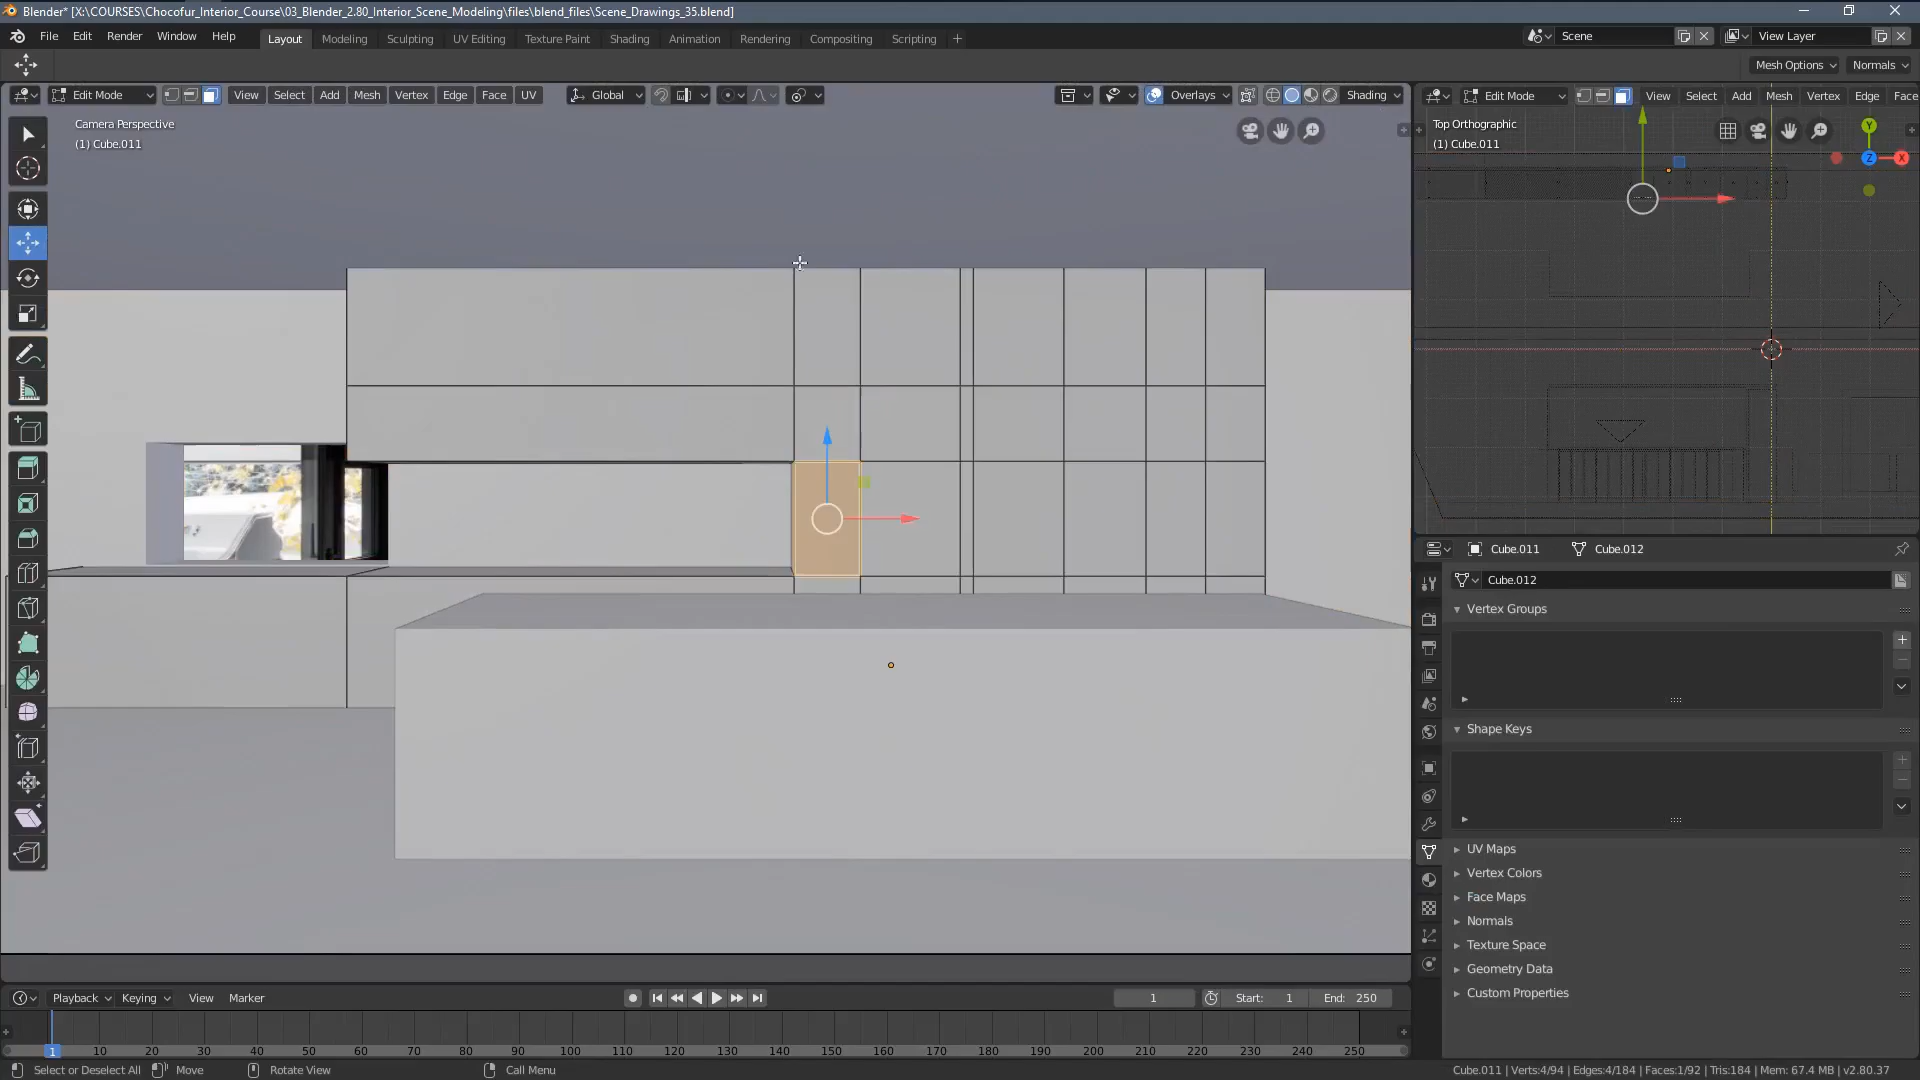 Blender* [X:\COURSES\Chocofur_Interior_Course\03_Blender_2.80_Interior_Scene_Modeling\files\blend_files\Scene_Drawings_35.blend]
File Edit Render Window Help Layout Modeling Sculpting UV Editing Texture Paint Shading Animation Rendering Compositing Scripting + Scene View Layer
Mesh Options Normals
Edit Mode View Select Add Mesh Vertex Edge Face UV Global Overlays Shading
Edit Mode View Select Add Mesh Vertex Edge Face
Camera Perspective
(1) Cube.011
Top Orthographic
(1) Cube.011
Y
Z X
Cube.011 Cube.012
Cube.012
Vertex Groups
Shape Keys
UV Maps
Vertex Colors
Face Maps
Normals
Texture Space
Geometry Data
Custom Properties
Playback Keying View Marker 1 Start: 1 End: 250
1 10 20 30 40 50 60 70 80 90 100 110 120 130 140 150 160 170 180 190 200 210 220 230 240 250
Select or Deselect All Move Rotate View Call Menu
Cube.011 | Verts:4/94 | Edges:4/184 | Faces:1/92 | Tris:184 | Mem: 67.4 MB | v2.80.37